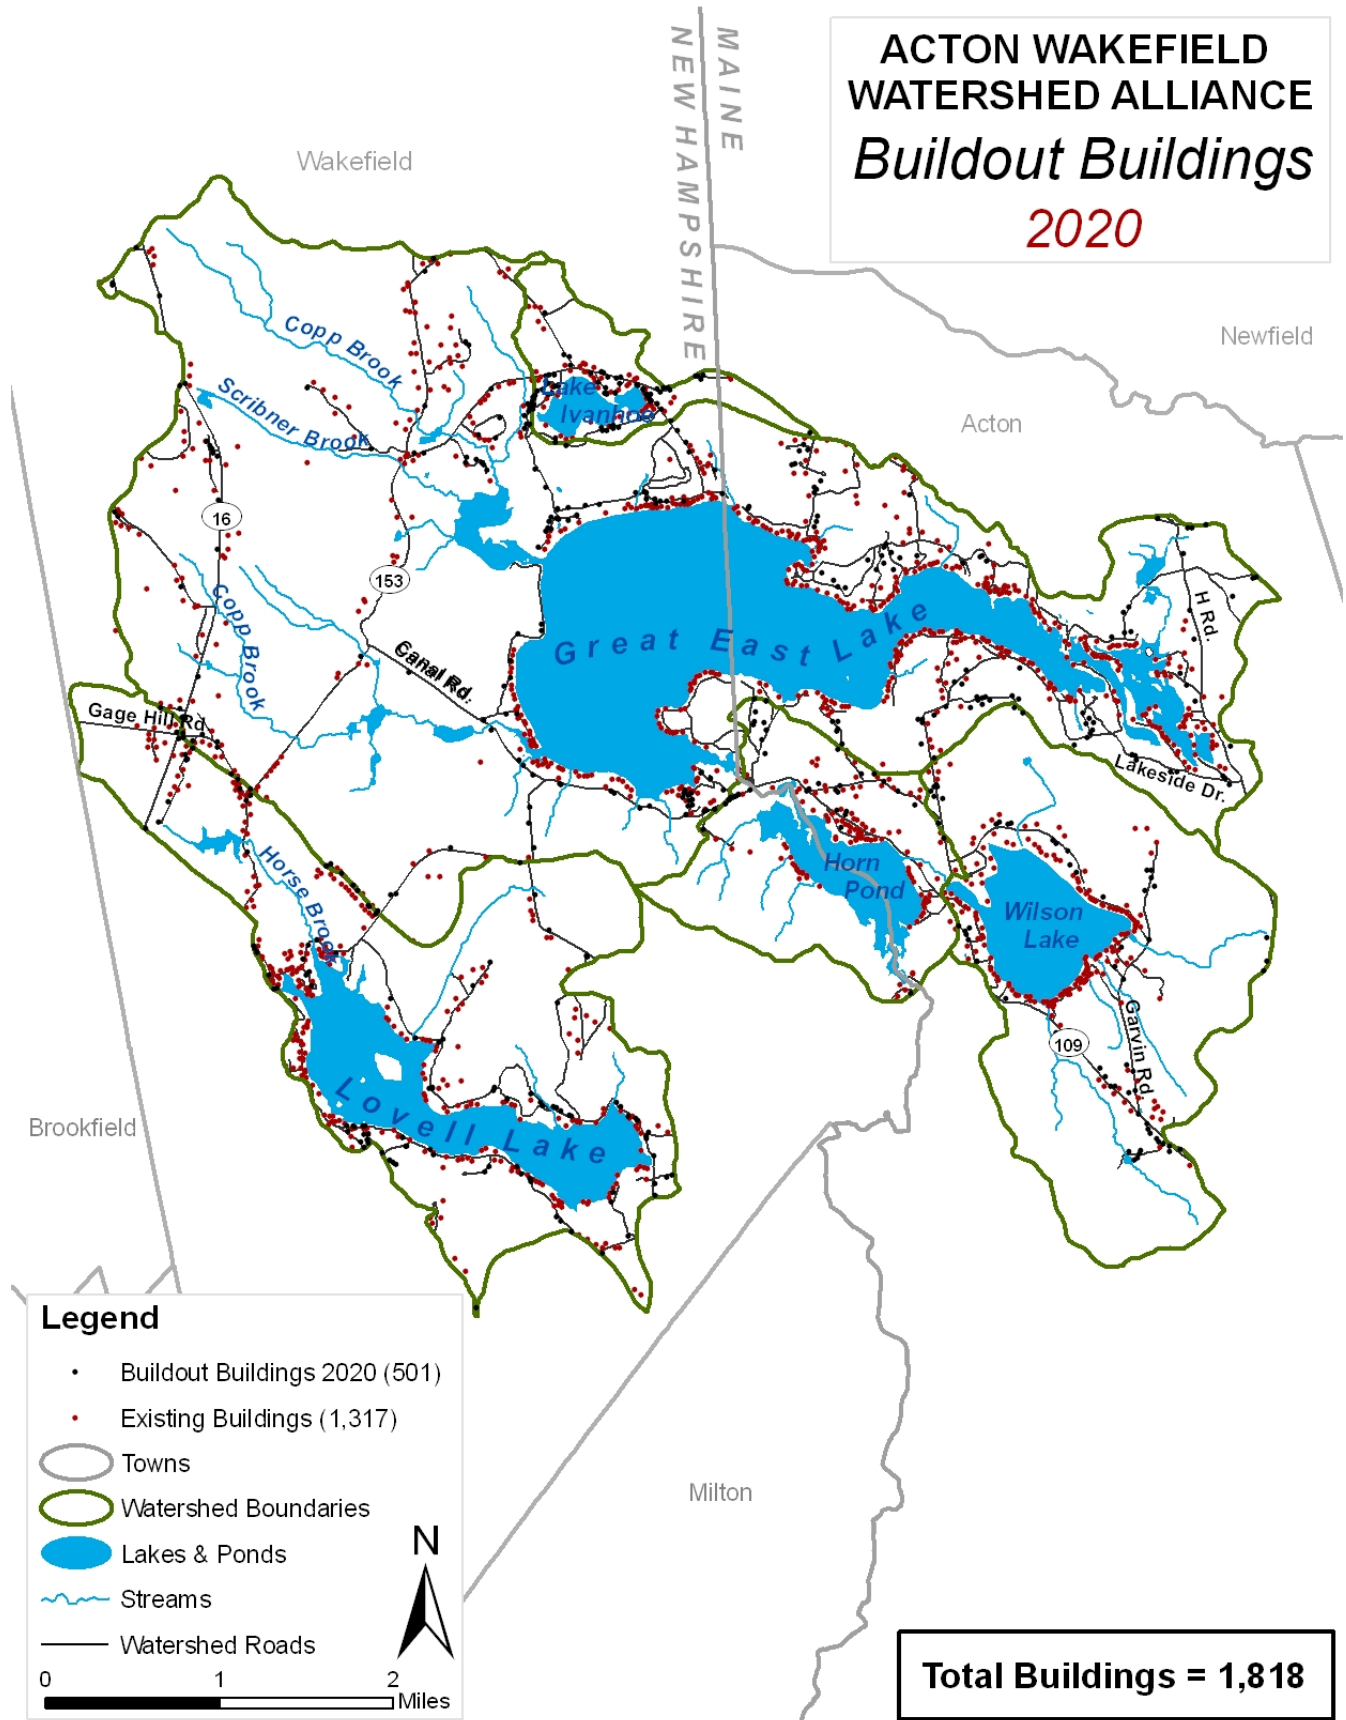 ACTON WAKEFIELD
WATERSHED ALLIANCE
Buildout Buildings
2020
MAINE
NEW HAMPSHIRE
Wakefield
Newfield
Acton
Copp Brook
Scribner Brook
Lake
Ivanhoe
16
153
Copp Brook
Canal Rd.
Great East Lake
H Rd.
Gage Hill Rd
Lakeside Dr.
Horse Brook
Horn
Pond
Wilson
Lake
109
Garvin Rd
Lovell Lake
Brookfield
Milton
Legend
Buildout Buildings 2020 (501)
Existing Buildings (1,317)
Towns
Watershed Boundaries
Lakes & Ponds
Streams
Watershed Roads
N
0 1 2
Miles
Total Buildings = 1,818